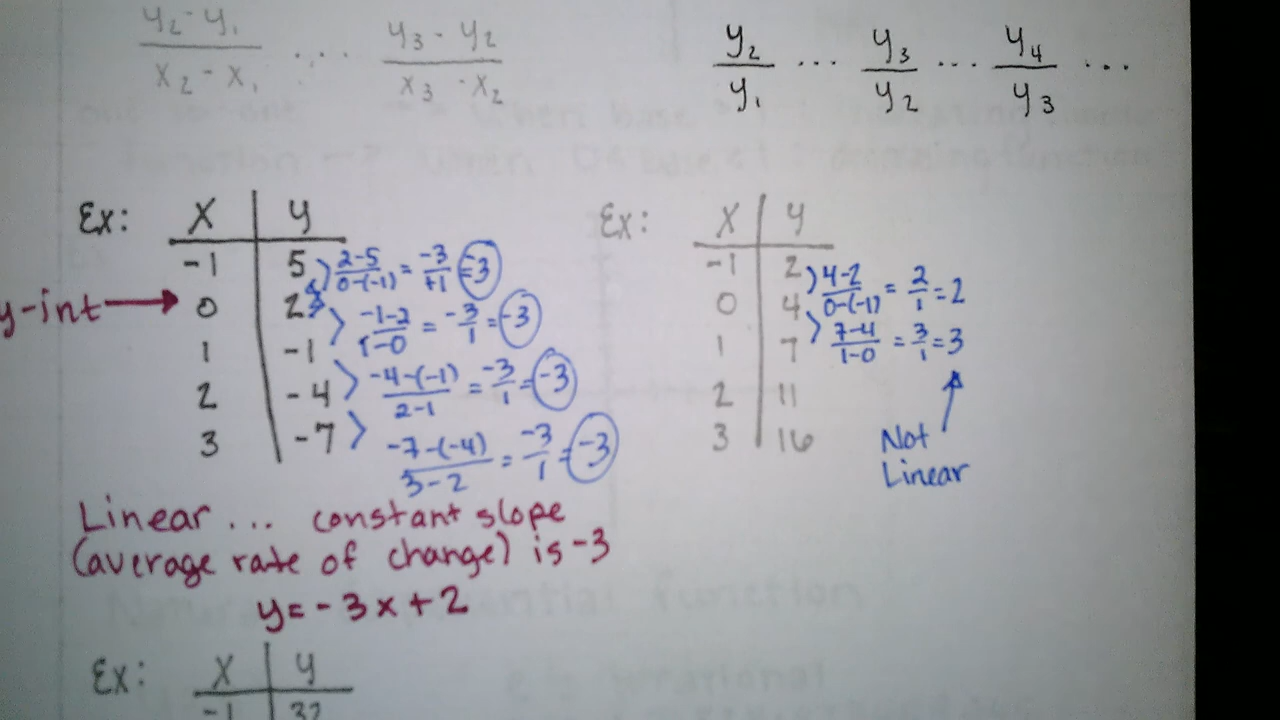 y₂ - y₁ / x₂ - x₁ ... y₃ - y₂ / x₃ - x₂
y₂/y₁ ... y₃/y₂ ... y₄/y₃ ...
Ex: x | y
-1 | 5 2-5/0-(-1) = -3/+1 = -3
y-int → 0 | 2 -1-2/1-0 = -3/1 = -3
1 | -1 -4-(-1)/2-1 = -3/1 = -3
2 | -4 -7-(-4)/3-2 = -3/1 = -3
3 | -7
Linear ... constant slope
(average rate of change) is -3
y = -3x + 2
Ex: x | y
-1 | 2 4-2/0-(-1) = 2/1 = 2
0 | 4 7-4/1-0 = 3/1 = 3
1 | 7
2 | 11
3 | 16
Not
Linear
Ex: x | y
-1 | 32